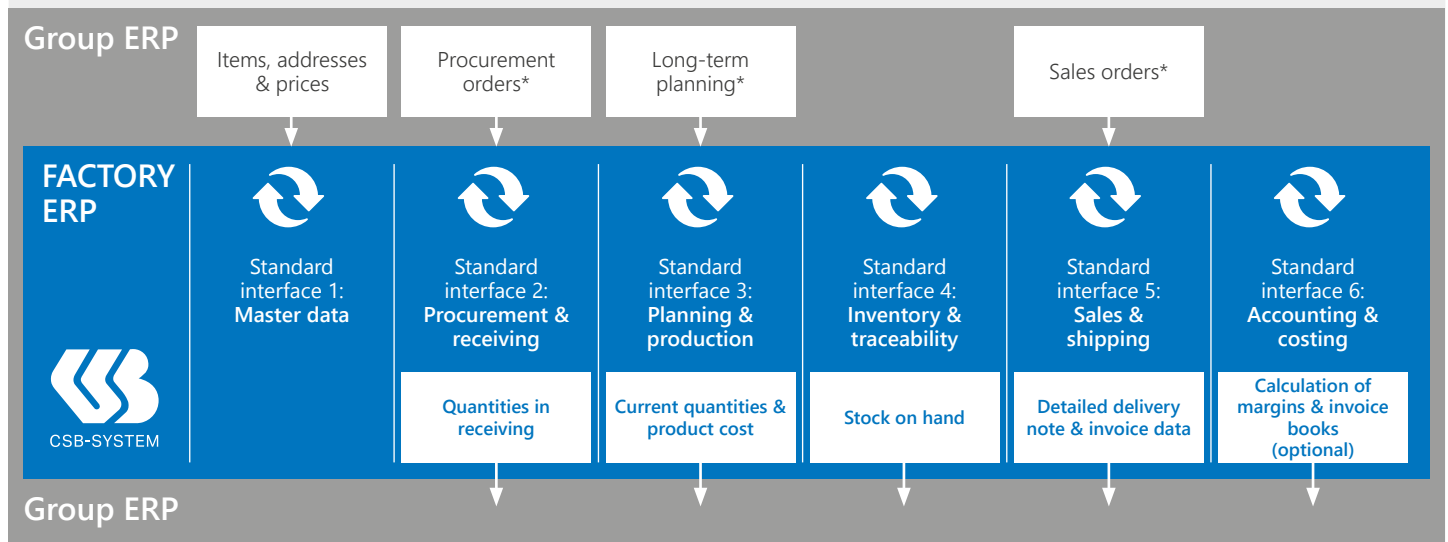 Group ERP
Items, addresses
& prices
Procurement
orders*
Long-term
planning*
Sales orders*
FACTORY
ERP
Standard
interface 1:
Master data
Standard
interface 2:
Procurement &
receiving
Standard
interface 3:
Planning &
production
Standard
interface 4:
Inventory &
traceability
Standard
interface 5:
Sales &
shipping
Standard
interface 6:
Accounting &
costing
CSB-SYSTEM
Quantities in
receiving
Current quantities &
product cost
Stock on hand
Detailed delivery
note & invoice data
Calculation of
margins & invoice
books
(optional)
Group ERP